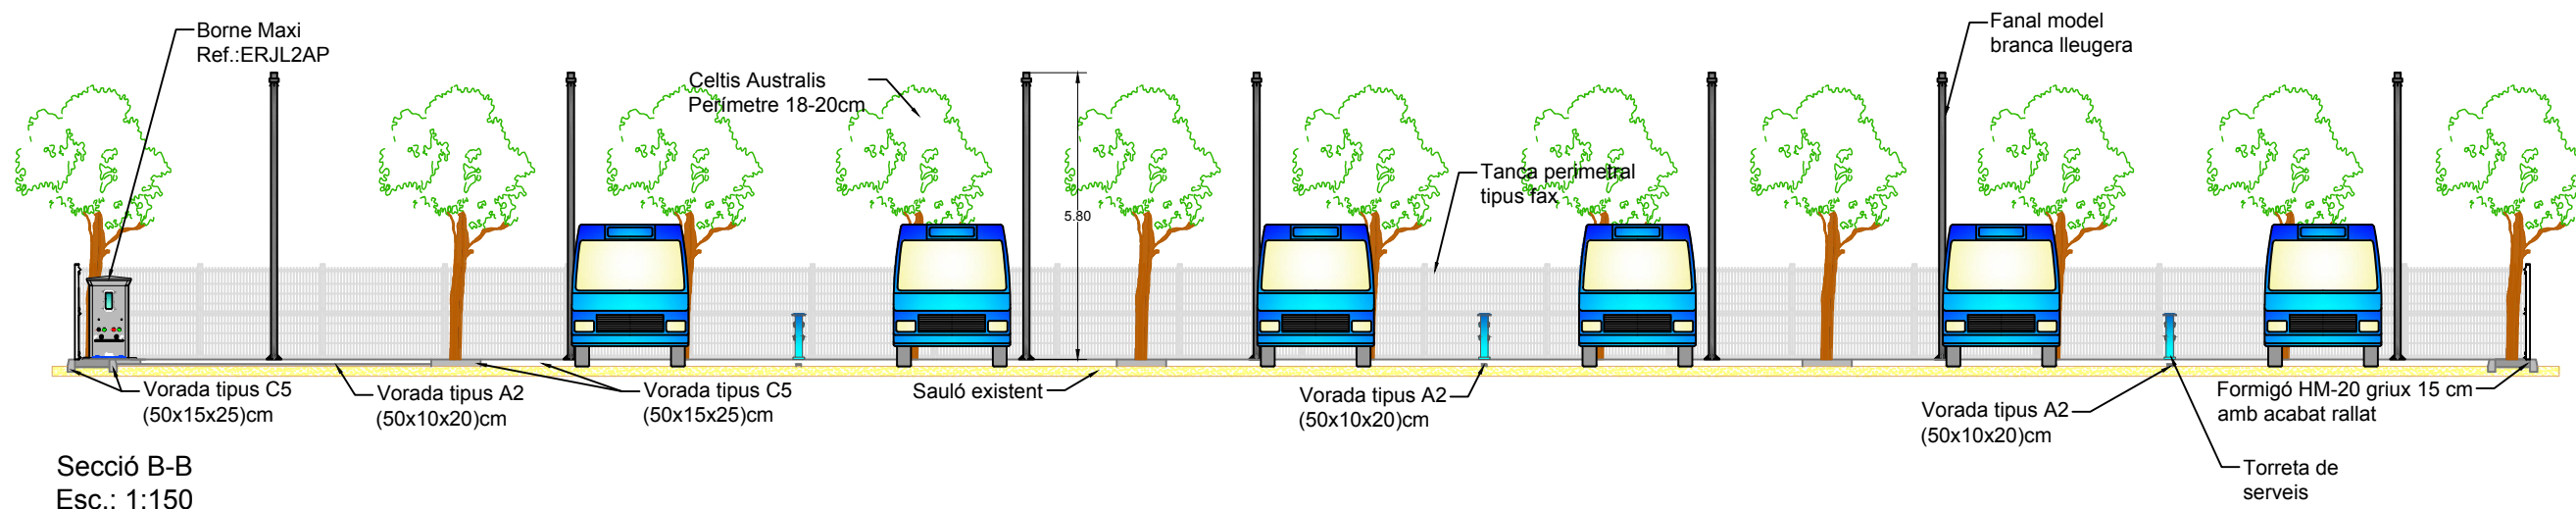 Borne Maxi
Ref.:ERJL2AP
Celtis Australis
Perímetre 18-20cm
5.80
Tanca perimetral
tipus fax
Fanal model
branca lleugera
Vorada tipus C5
(50x15x25)cm
Vorada tipus A2
(50x10x20)cm
Vorada tipus C5
(50x15x25)cm
Sauló existent
Vorada tipus A2
(50x10x20)cm
Vorada tipus A2
(50x10x20)cm
Formigó HM-20 griux 15 cm
amb acabat rallat
Torreta de
serveis
Secció B-B
Esc.: 1:150